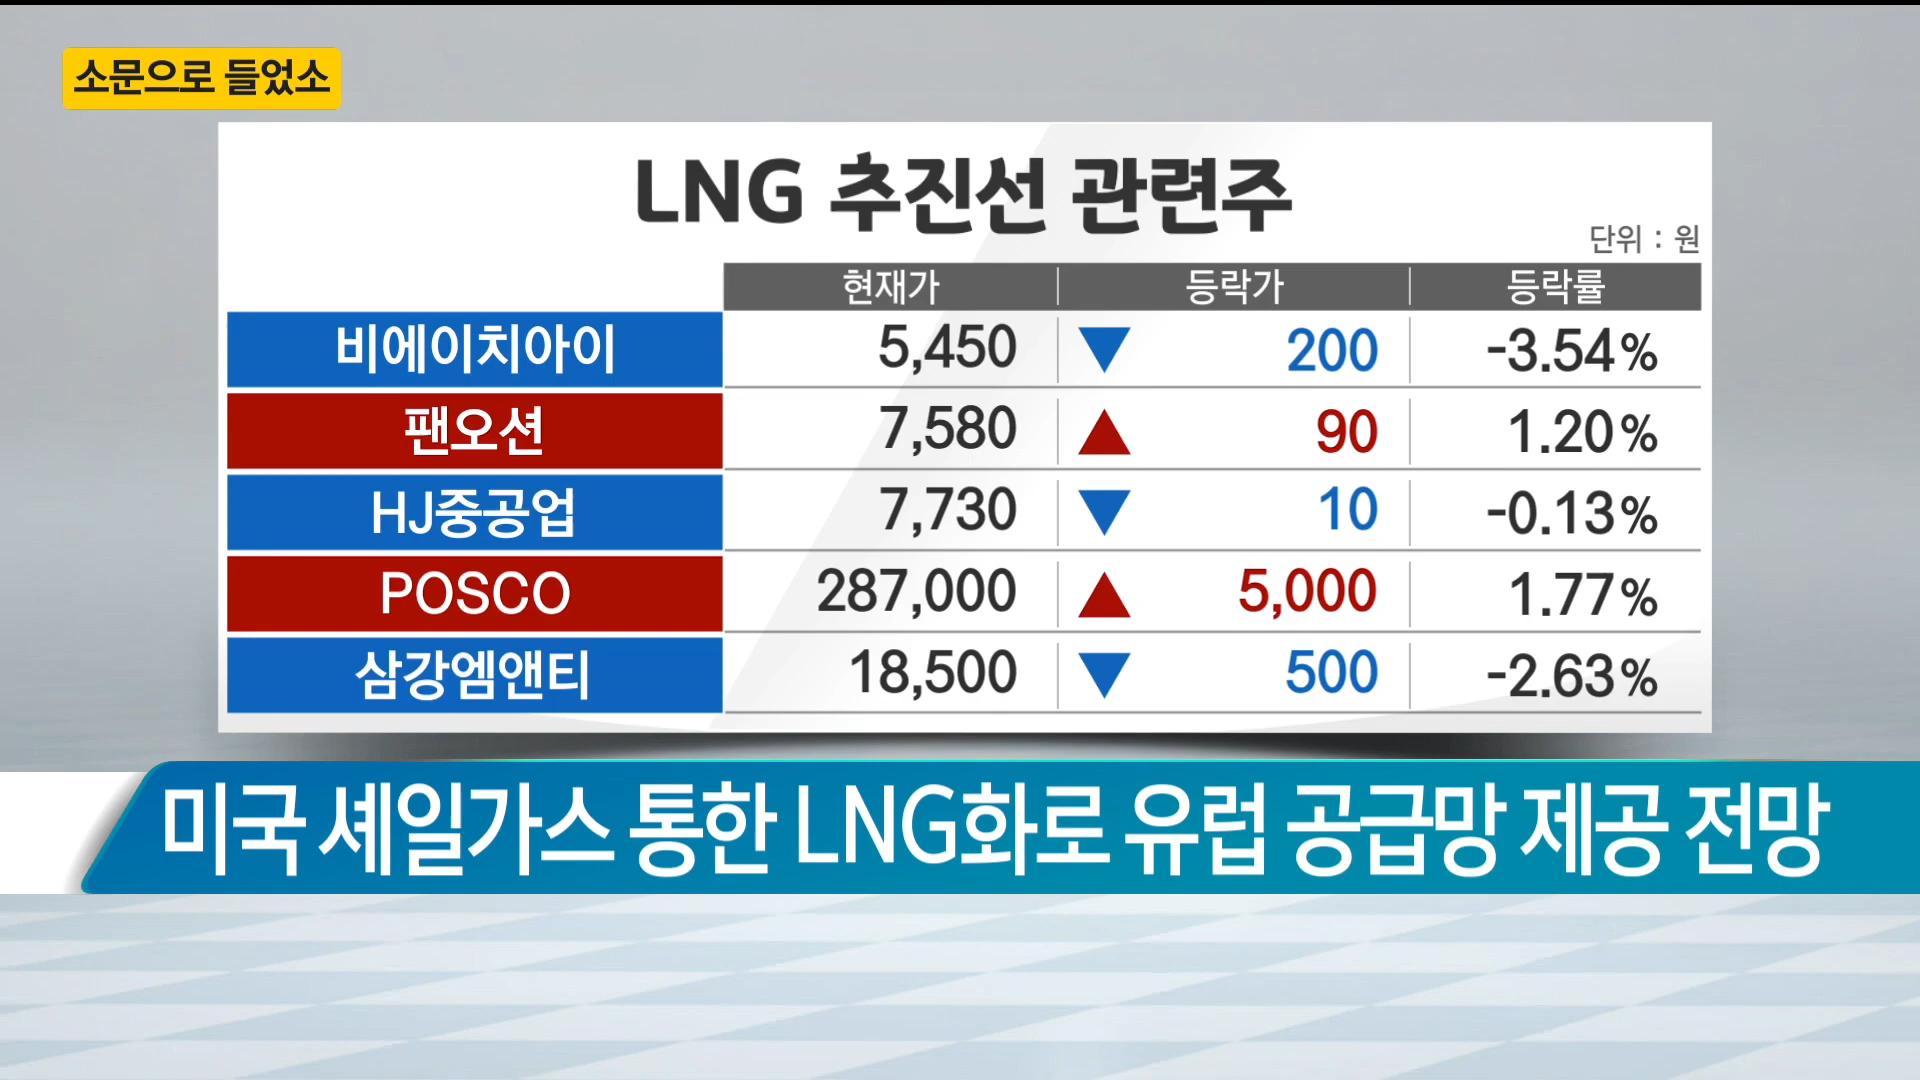 소문으로 들었소
LNG 추진선 관련주
단위 : 원
현재가 등락가 등락률
비에이치아이 5,450 ▼ 200 -3.54%
팬오션 7,580 ▲ 90 1.20%
HJ중공업 7,730 ▼ 10 -0.13%
POSCO 287,000 ▲ 5,000 1.77%
삼강엠앤티 18,500 ▼ 500 -2.63%
미국 셰일가스 통한 LNG화로 유럽 공급망 제공 전망